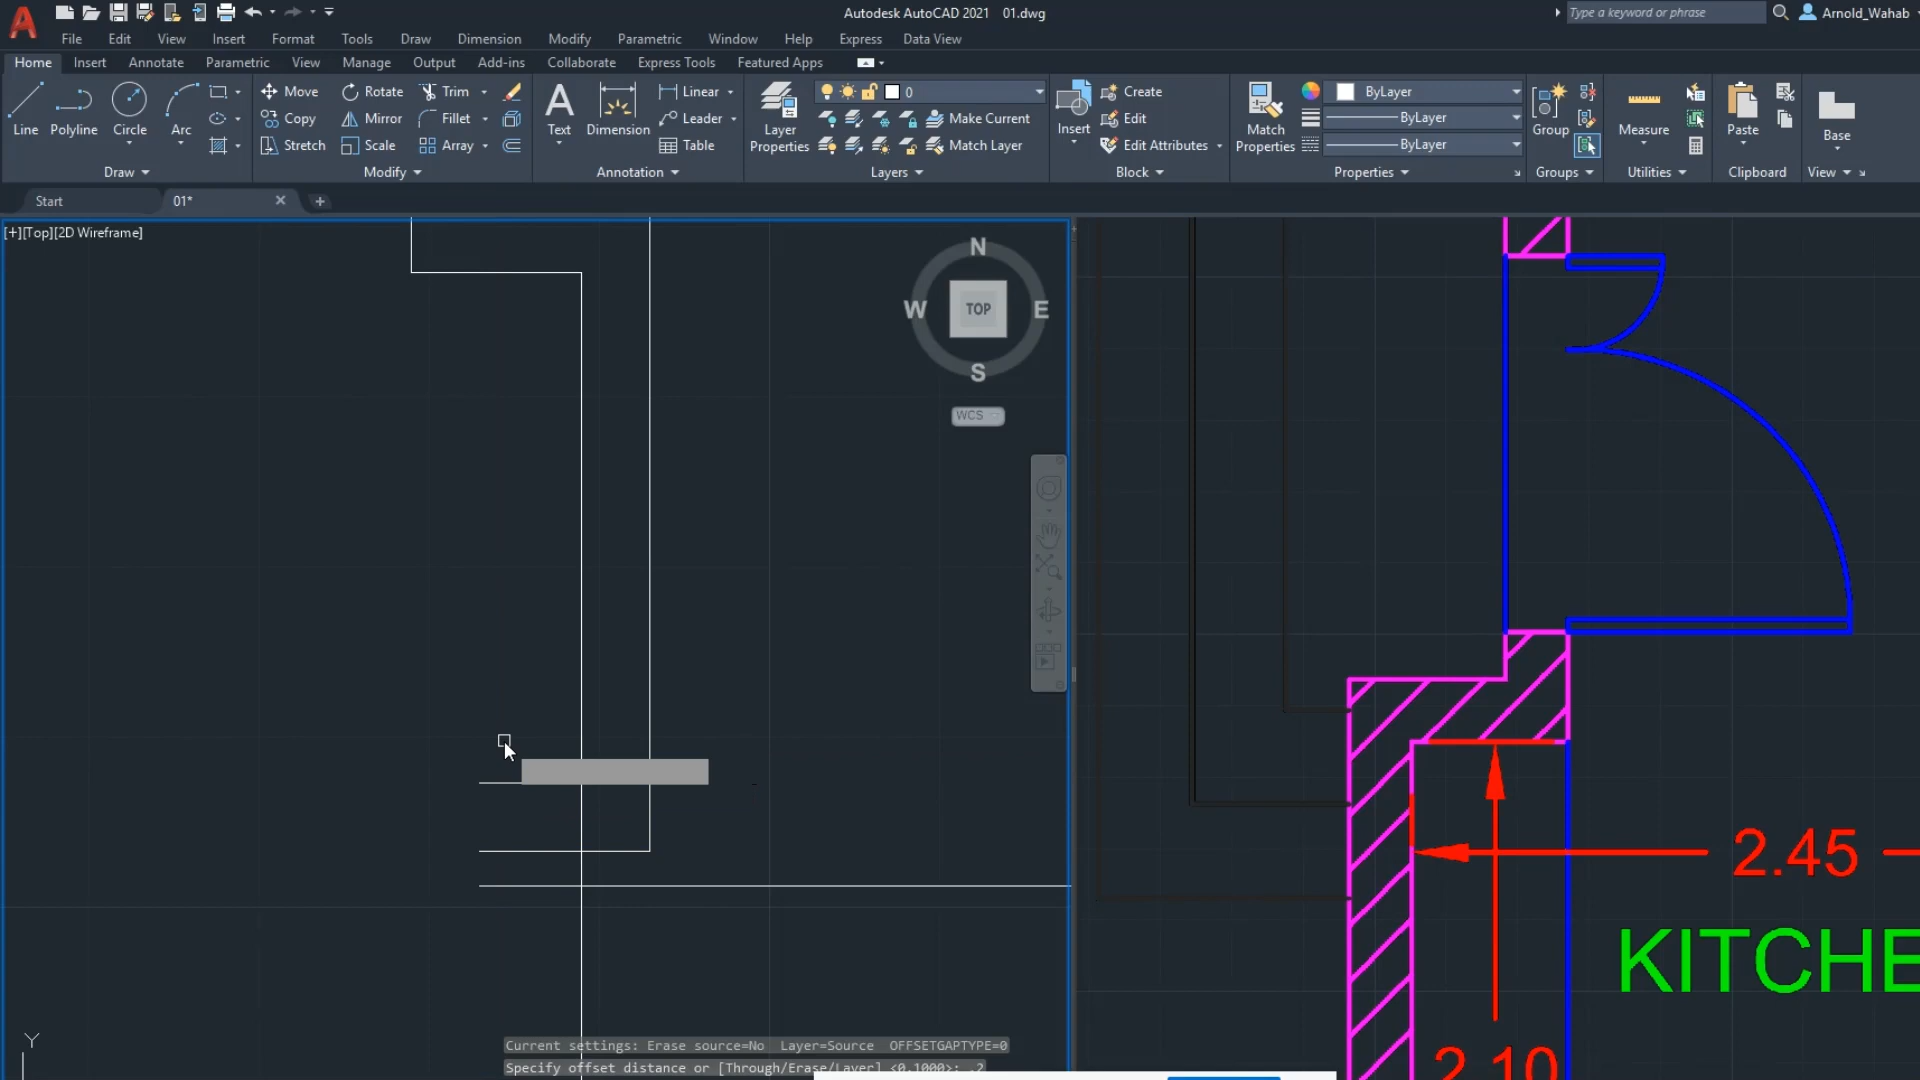 Autodesk AutoCAD 2021 01.dwg
Type a keyword or phrase
Arnold_Wahab
File Edit View Insert Format Tools Draw Dimension Modify Parametric Window Help Express Data View
Home Insert Annotate Parametric View Manage Output Add-ins Collaborate Express Tools Featured Apps
Line Polyline Circle Arc
Move Rotate Trim
Copy Mirror Fillet
Stretch Scale Array
Text Dimension
Linear
Leader
Table
Layer Properties
0
Make Current
Match Layer
Insert
Create
Edit
Edit Attributes
Match Properties
ByLayer
ByLayer
ByLayer
Group Measure Paste Base
Draw Modify Annotation Layers Block Properties Groups Utilities Clipboard View
Start 01*
[+][Top][2D Wireframe]
N
W TOP E
S
WCS
2.45
KITCHE
2.10
Y
Current settings: Erase source=No Layer=Source OFFSETGAPTYPE=0
Specify offset distance or [Through/Erase/Layer] <0.1000>: .2